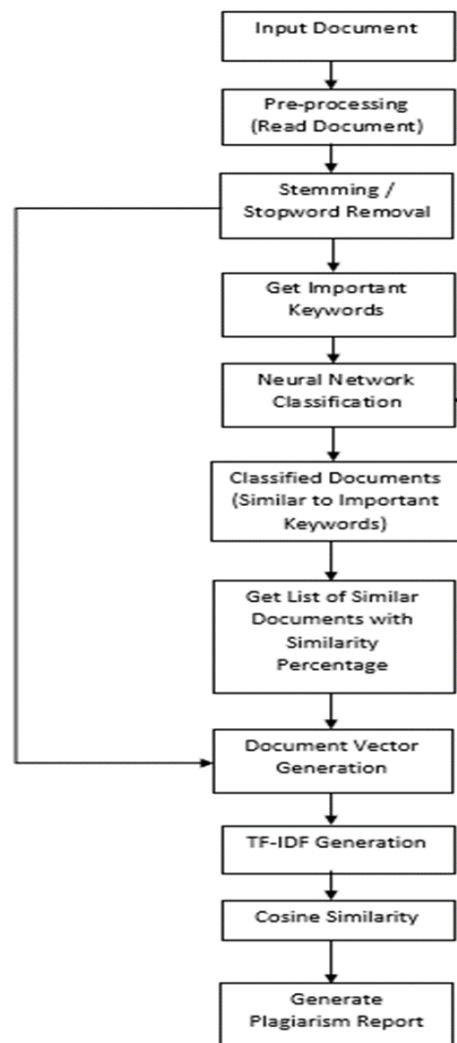 Input Document
Pre-processing
(Read Document)
Stemming /
Stopword Removal
Get Important
Keywords
Neural Network
Classification
Classified Documents
(Similar to Important
Keywords)
Get List of Similar
Documents with
Similarity
Percentage
Document Vector
Generation
TF-IDF Generation
Cosine Similarity
Generate
Plagiarism Report